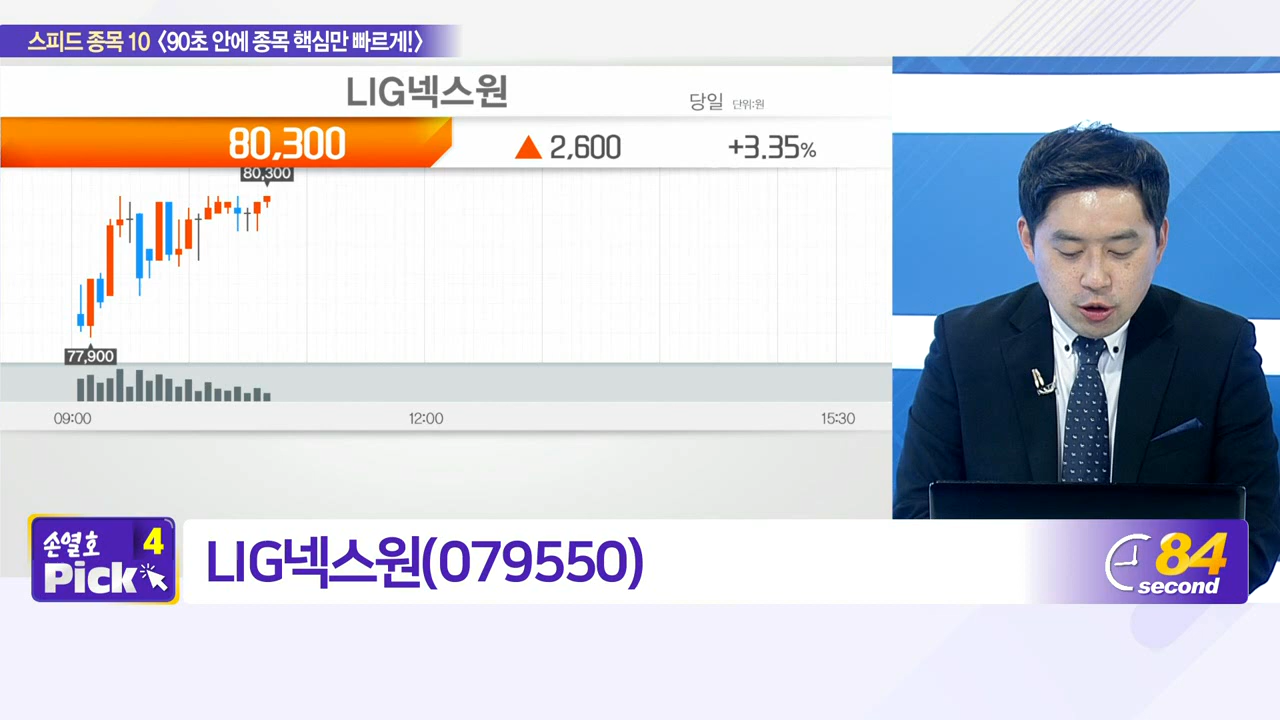 스피드 종목 10 <90초 안에 종목 핵심만 빠르게!>
LIG넥스원
당일 단위:원
80,300 ▲ 2,600 +3.35%
80,300
77,900
09:00 12:00 15:30
손열호 Pick 4
LIG넥스원(079550)
84 second